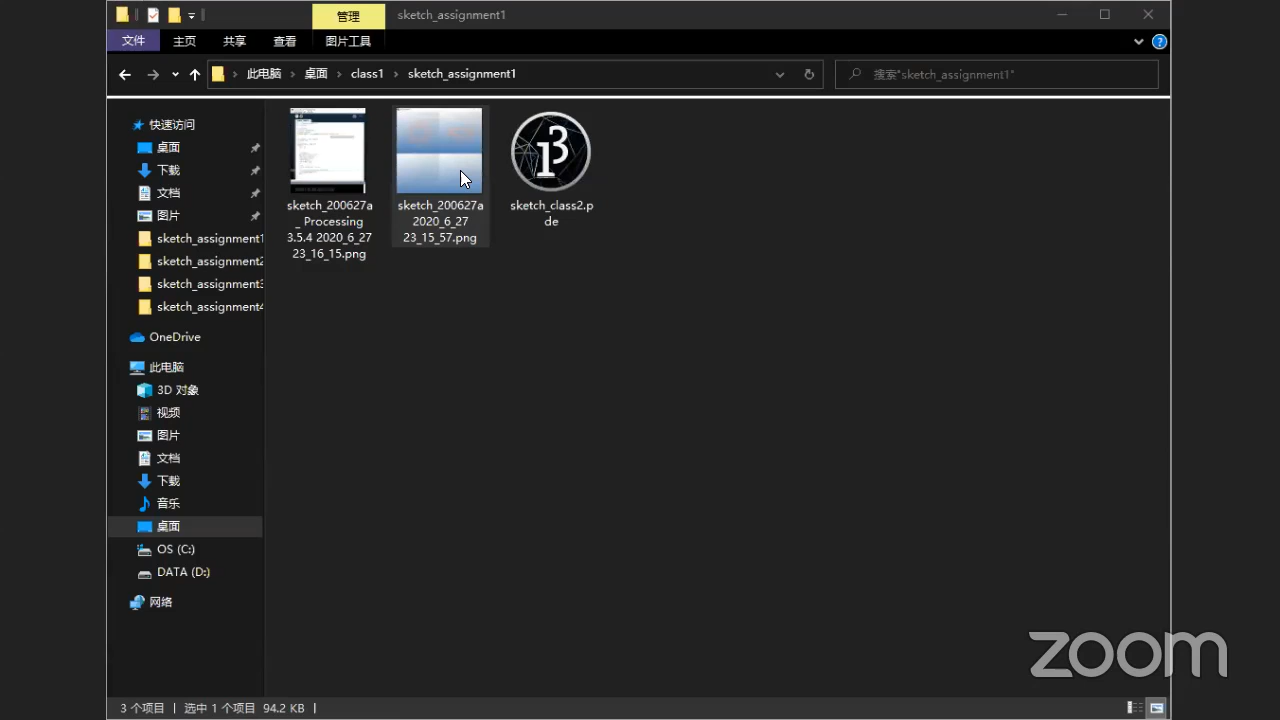 管理
sketch_assignment1
文件
主页
共享
查看
图片工具
此电脑
桌面
class1
sketch_assignment1
搜索"sketch_assignment1"
快速访问
桌面
下载
文档
图片
sketch_assignment1
sketch_assignment2
sketch_assignment3
sketch_assignment4
OneDrive
此电脑
3D 对象
视频
图片
文档
下载
音乐
桌面
OS (C:)
DATA (D:)
网络
sketch_200627a
_ Processing
3.5.4 2020_6_27
23_16_15.png
sketch_200627a
2020_6_27
23_15_57.png
sketch_class2.p
de
3 个项目
选中 1 个项目 94.2 KB
zoom